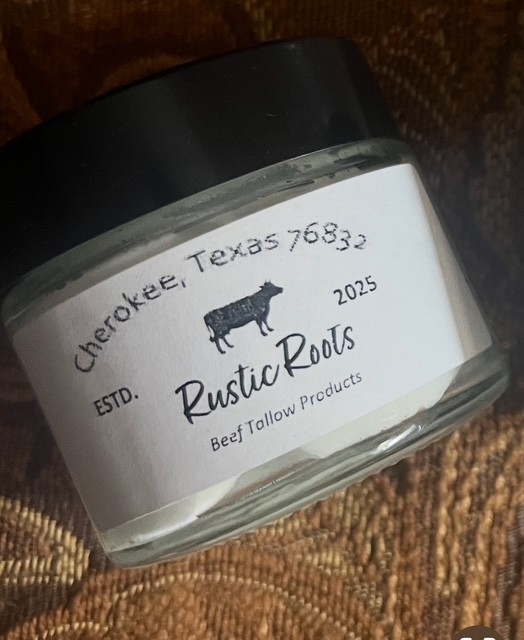 Cherokee, Texas 76832
ESTD. 2025
Rustic Roots
Beef Tallow Products